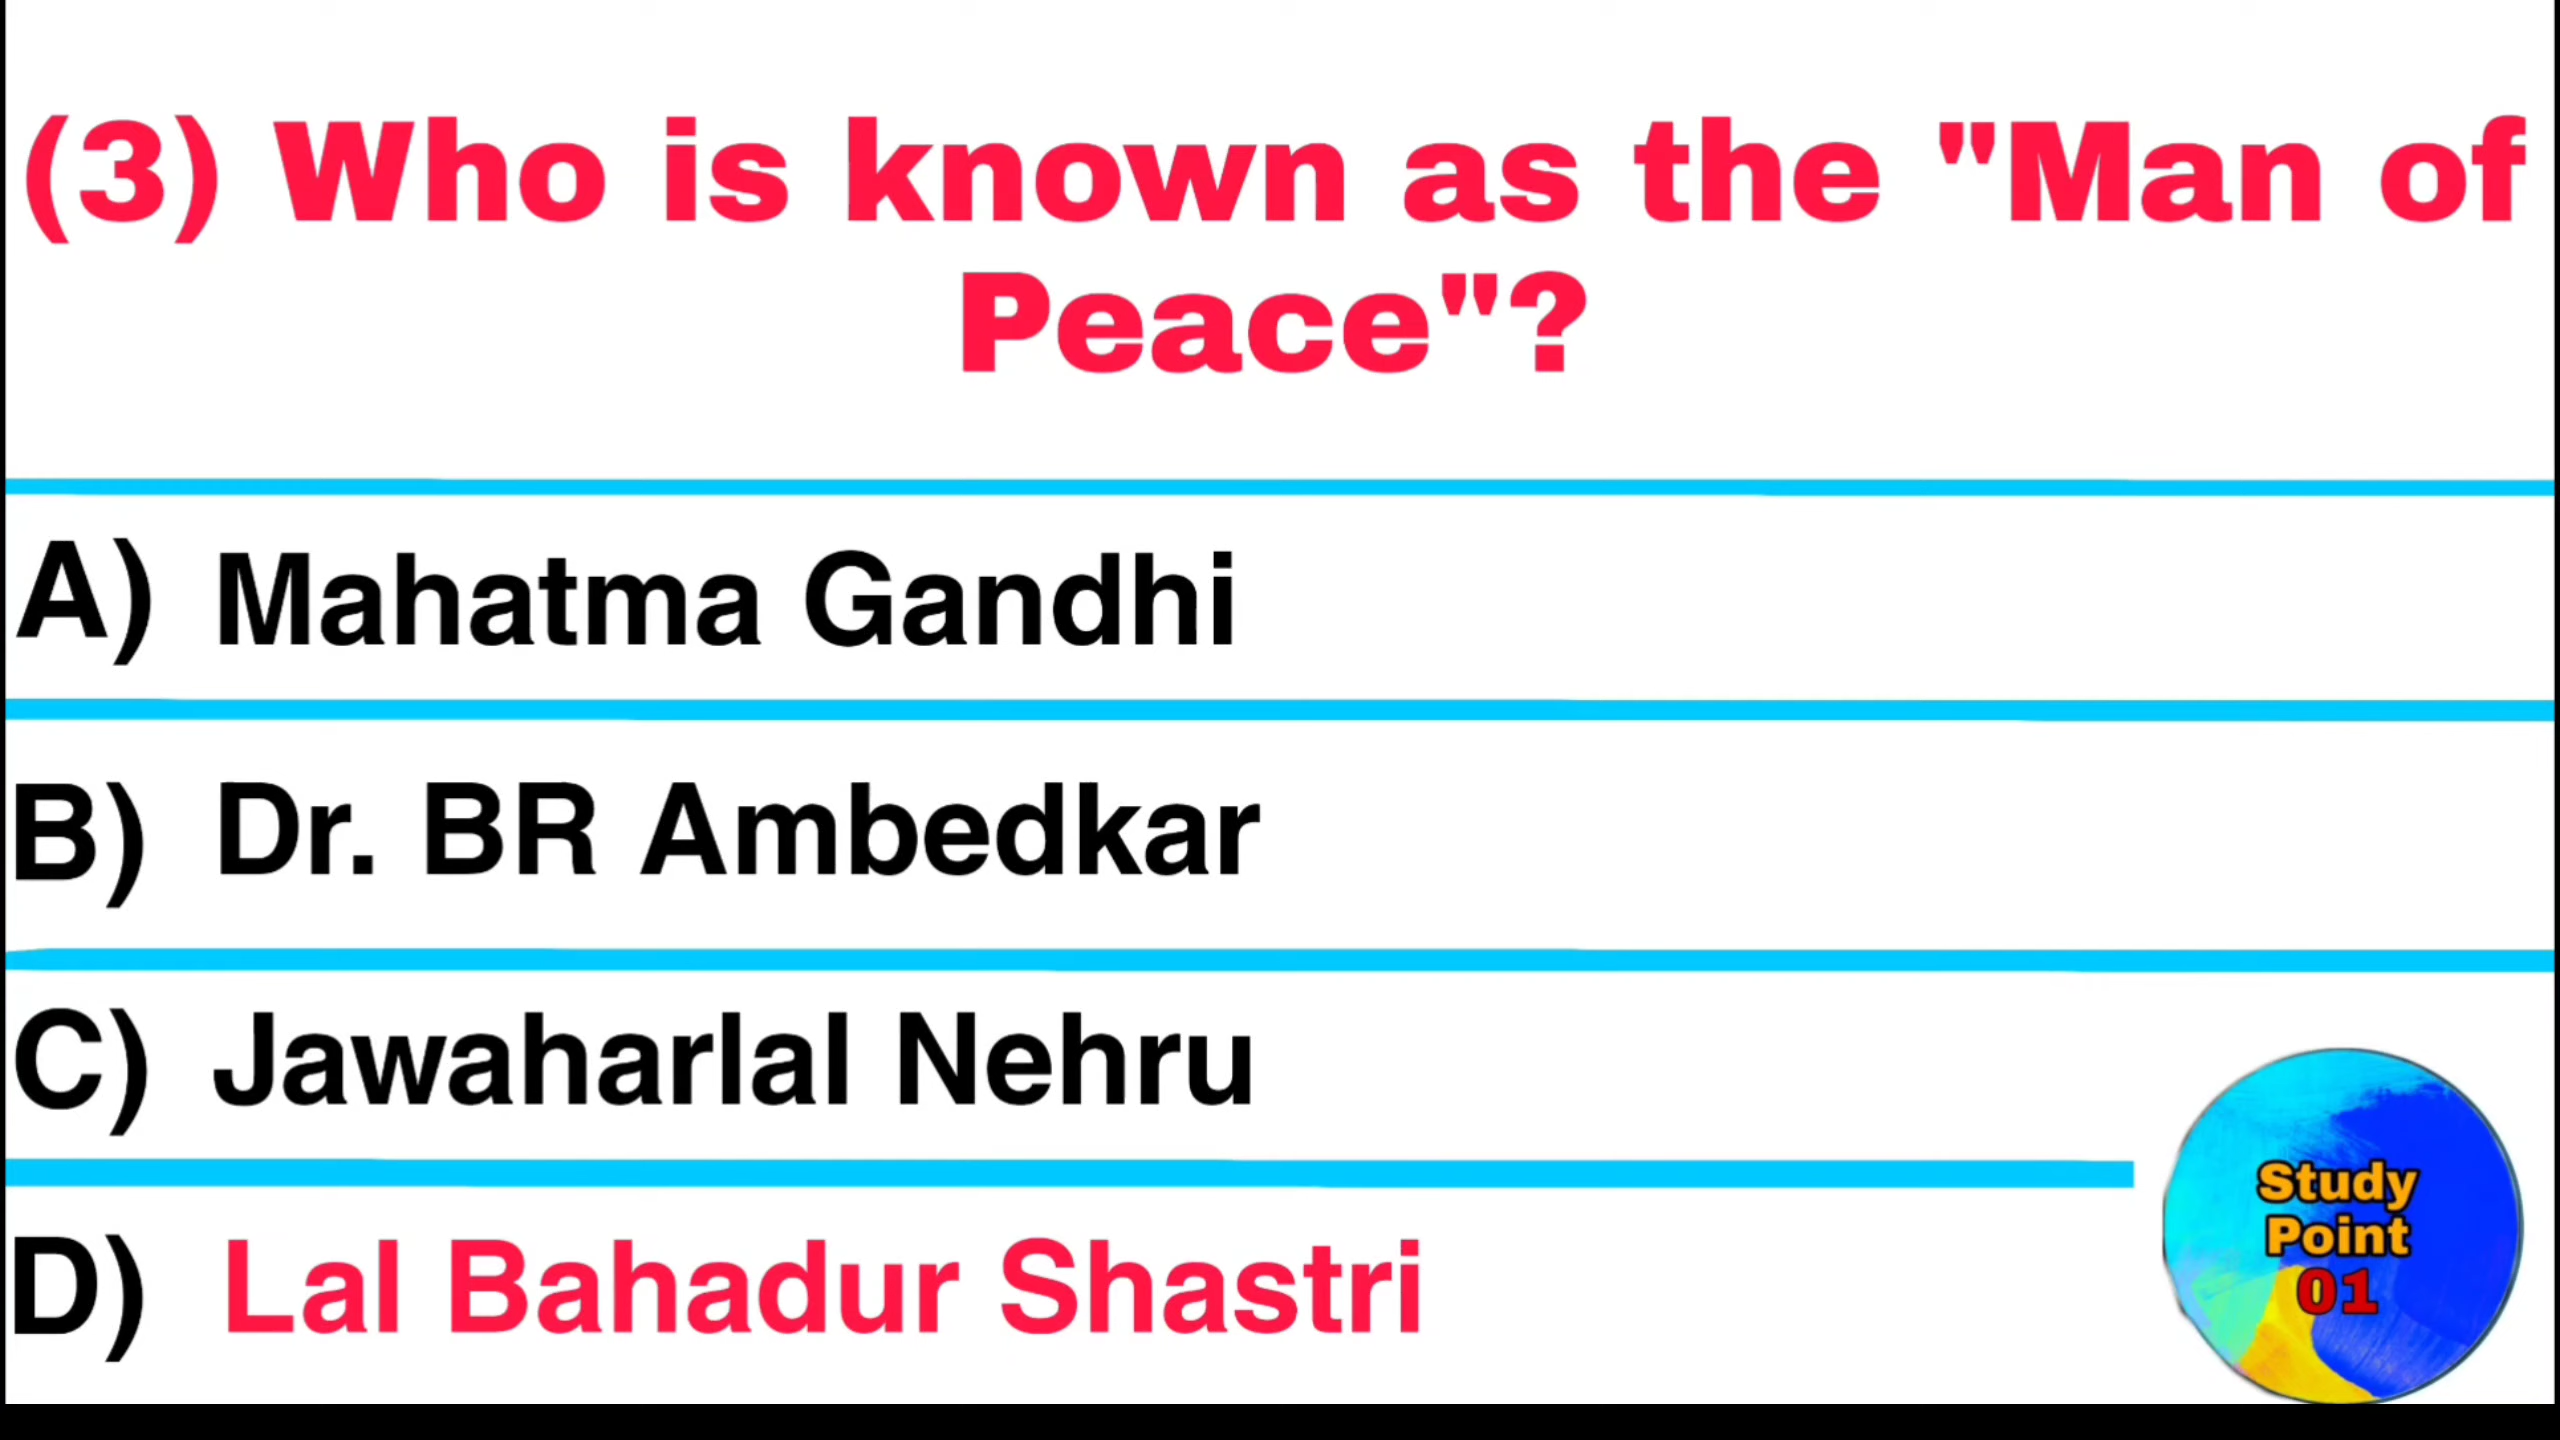 (3) Who is known as the "Man of
Peace"?
A) Mahatma Gandhi
B) Dr. BR Ambedkar
C) Jawaharlal Nehru
D) Lal Bahadur Shastri
Study
Point
01